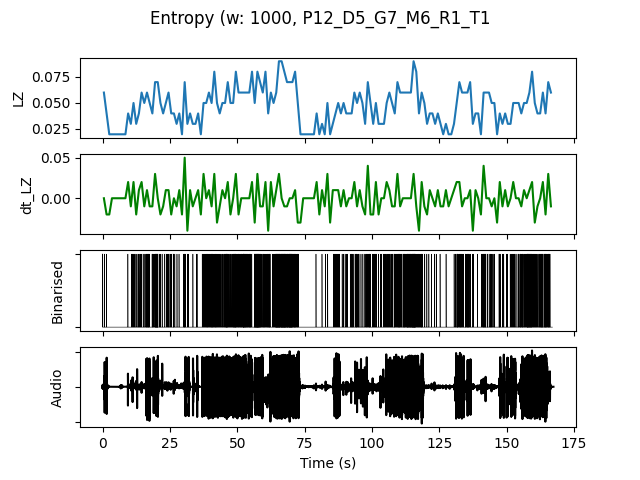 Entropy (w: 1000, P12_D5_G7_M6_R1_T1
LZ
0.075
0.050
0.025
dt_LZ
0.05
0.00
Binarised
Audio
0 25 50 75 100 125 150 175
Time (s)